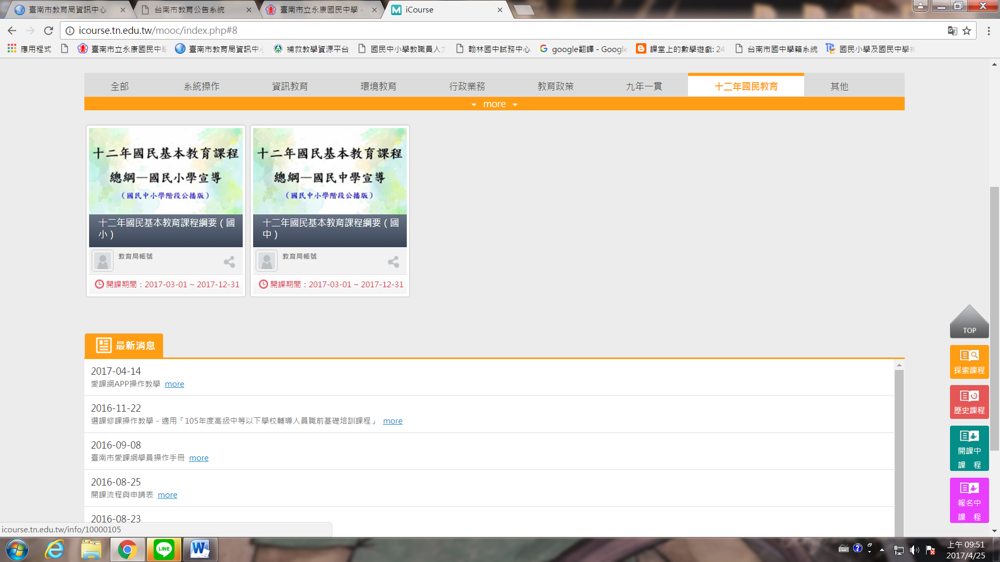 臺南市教育局資訊中心
台南市教育公告系統
臺南市立永康國民中學 -
iCourse
icourse.tn.edu.tw/mooc/index.php#8
應用程式
臺南市立永康國民中學
臺南市教育局資訊中心
補救教學資源平台
國民中小學教職員人力
翰林國中試務中心
google翻譯 - Google
課堂上的數學遊戲: 24
台南市國中學籍系統
國民小學及國民中學補
全部
系統操作
資訊教育
環境教育
行政業務
教育政策
九年一貫
十二年國民教育
其他
more
十二年國民基本教育課程
總綱—國民小學宣導
(國民中小學階段公播版)
十二年國民基本教育課程綱要(國
小)
教育局帳號
開課期間:2017-03-01 ~ 2017-12-31
十二年國民基本教育課程
總綱—國民中學宣導
(國民中小學階段公播版)
十二年國民基本教育課程綱要(國
中)
教育局帳號
開課期間:2017-03-01 ~ 2017-12-31
最新消息
2017-04-14
愛課網APP操作教學 more
2016-11-22
選課修課操作教學 - 適用「105年度高級中等以下學校輔導人員職前基礎培訓課程」 more
2016-09-08
臺南市愛課網學員操作手冊 more
2016-08-25
開課流程與申請表 more
2016-08-23
TOP
探索課程
歷史課程
開課中
課 程
報名中
課 程
icourse.tn.edu.tw/info/10000105
LINE
上午 09:51
2017/4/25